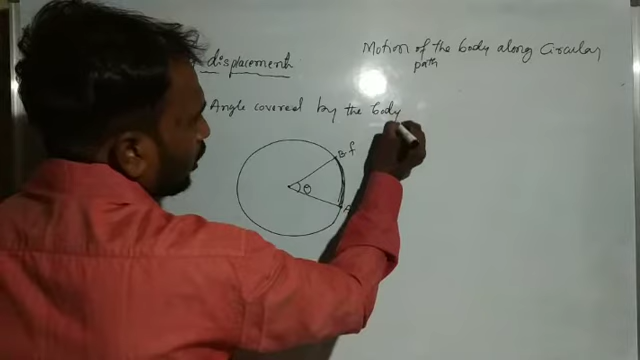 displacement
Motion of the body along Circular
path
Angle covered by the body
B f
θ
A